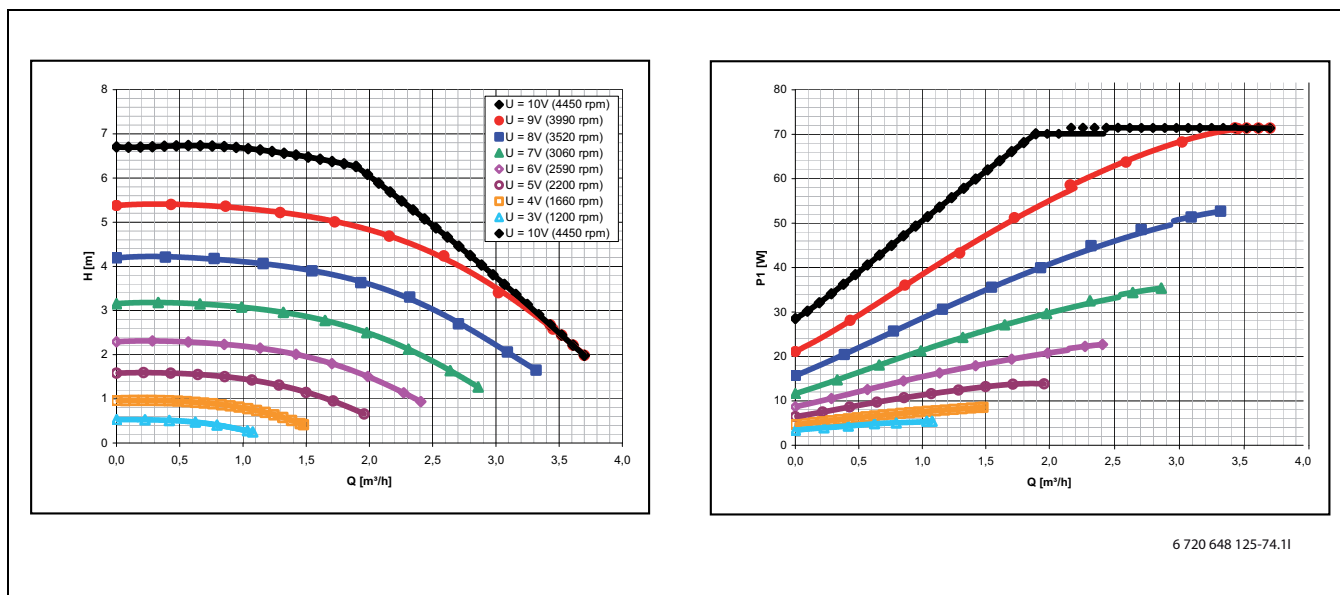 8
7
6
5
4
3
2
1
0
H [m]
0,0 0,5 1,0 1,5 2,0 2,5 3,0 3,5 4,0
Q [m³/h]
U = 10V (4450 rpm)
U = 9V (3990 rpm)
U = 8V (3520 rpm)
U = 7V (3060 rpm)
U = 6V (2590 rpm)
U = 5V (2200 rpm)
U = 4V (1660 rpm)
U = 3V (1200 rpm)
U = 10V (4450 rpm)
80
70
60
50
40
30
20
10
0
P1 [W]
0,0 0,5 1,0 1,5 2,0 2,5 3,0 3,5 4,0
Q [m³/h]
6 720 648 125-74.1I